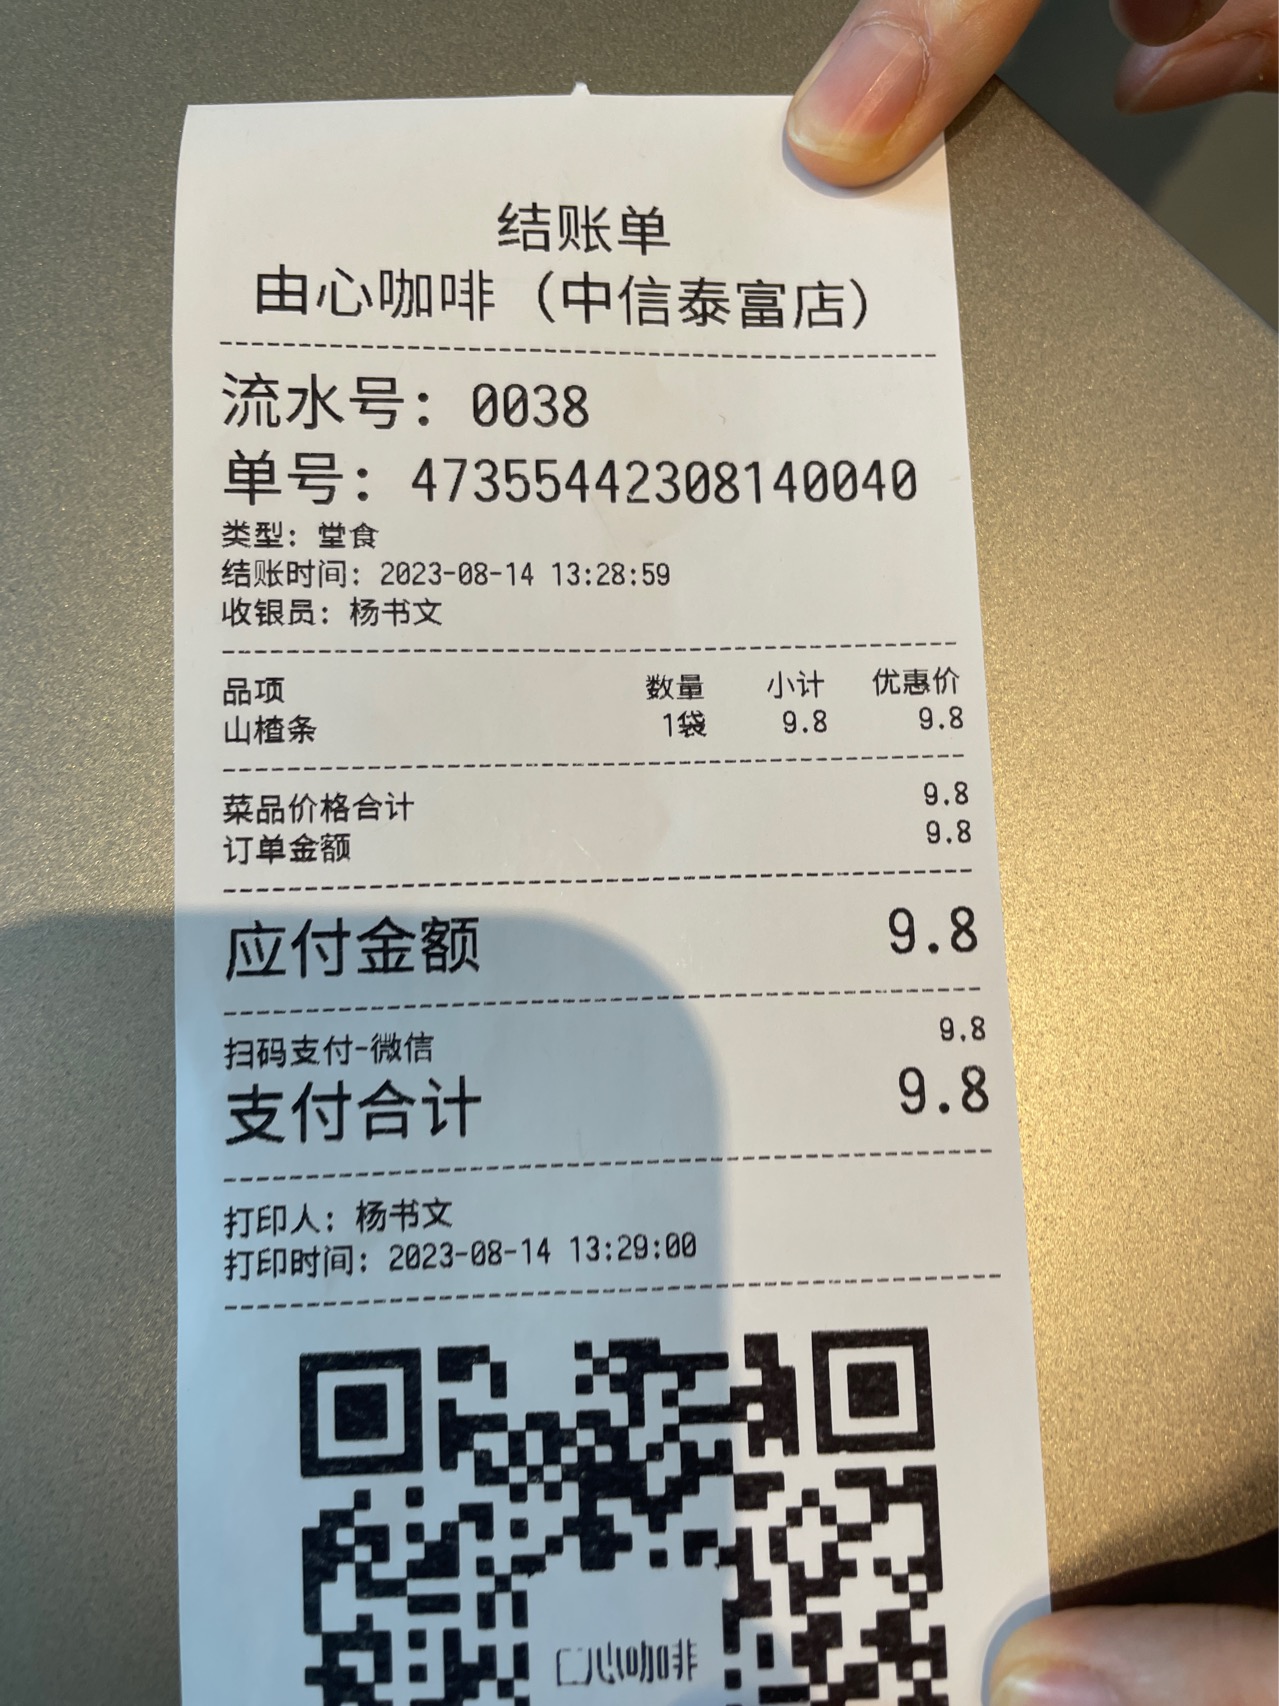 结账单
由心咖啡（中信泰富店）
流水号：0038
单号：47355442308140040
类型：堂食
结账时间：2023-08-14 13:28:59
收银员：杨书文
品项 数量 小计 优惠价
山楂条 1袋 9.8 9.8
菜品价格合计 9.8
订单金额 9.8
应付金额 9.8
扫码支付-微信 9.8
支付合计 9.8
打印人：杨书文
打印时间：2023-08-14 13:29:00
心咖啡